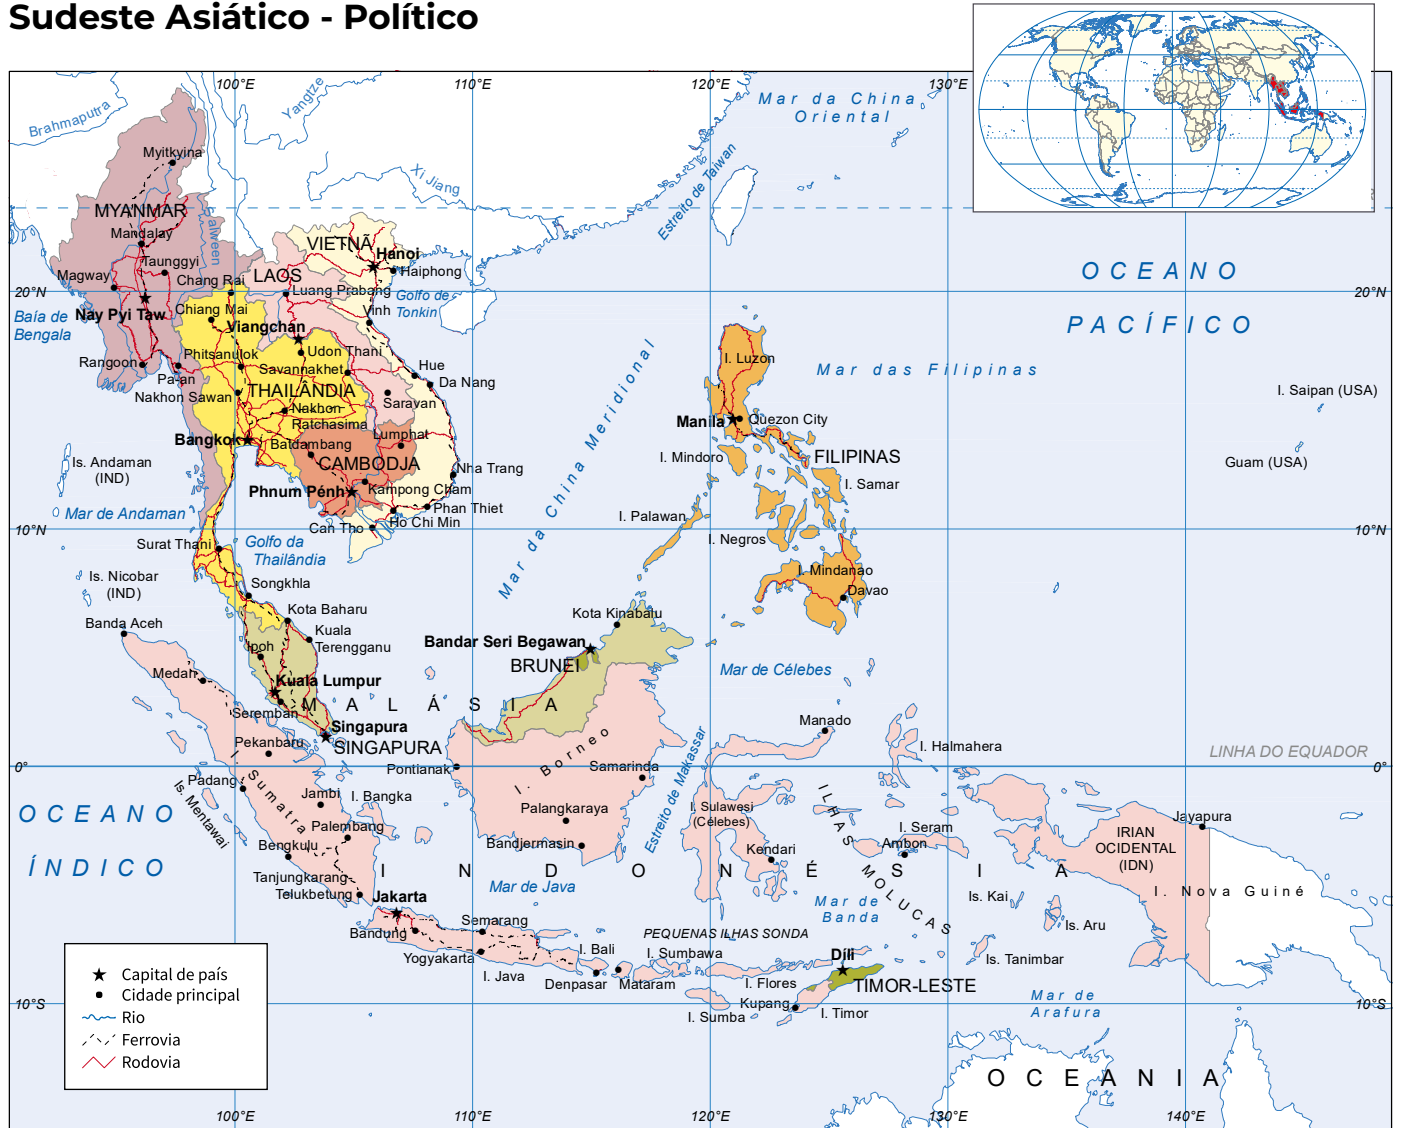 Sudeste Asiático - Político
100°E
110°E
120°E
130°E
Mar da China
Oriental
Brahmaputra
Yangtze
Xi Jiang
Estreito de Taiwan
Myitkyina
MYANMAR
Mandalay
Taunggyi
Magway
Nay Pyi Taw
Rangoon
Pa-an
Chang Rai
Chiang Mai
VIETNÃ
Hanoi
Haiphong
LAOS
Luang Prabang
Golfo de
Tonkin
Vinh
Viangchan
Udon Thani
Phitsanulok
Savannakhet
Hue
Da Nang
THAILÂNDIA
Nakhon Sawan
Nakhon
Ratchasima
Saravan
Bangkok
Batdambang
Lumphat
CAMBODJA
Nha Trang
Phnum Pénh
Kampong Cham
Phan Thiet
Ho Chi Min
Can Tho
20°N
20°N
Baía de
Bengala
OCEANO
PACÍFICO
Mar das Filipinas
I. Saipan (USA)
Guam (USA)
Mar da China Meridional
I. Luzon
Manila
Quezon City
I. Mindoro
FILIPINAS
I. Samar
I. Palawan
I. Negros
I. Mindanao
Davao
Is. Andaman
(IND)
Mar de Andaman
10°N
10°N
Surat Thani
Golfo da
Thailândia
Is. Nicobar
(IND)
Songkhla
Banda Aceh
Kota Baharu
Kuala
Terengganu
Ipoh
Medah
Kuala Lumpur
Seremban
MALÁSIA
Singapura
SINGAPURA
Kota Kinabalu
Bandar Seri Begawan
BRUNEI
Mar de Célebes
Manado
I. Halmahera
LINHA DO EQUADOR
0°
0°
Pekanbaru
Padang
I. Sumatra
Is. Mentawai
Jambi
I. Bangka
Palembang
Bengkulu
Tanjungkarang-
Telukbetung
Pontianak
I. Borneo
Samarinda
Palangkaraya
Bandjermasin
Estreito de Makassar
I. Sulawesi
(Célebes)
Kendari
ILHAS MOLUCAS
I. Seram
Ambon
Jayapura
IRIAN
OCIDENTAL
(IDN)
I. Nova Guiné
OCEANO
ÍNDICO
INDONÉSIA
Mar de Java
Jakarta
Bandung
Semarang
Yogyakarta
I. Java
I. Bali
Denpasar
Mataram
I. Sumbawa
PEQUENAS ILHAS SONDA
Mar de
Banda
Is. Kai
Is. Aru
Is. Tanimbar
I. Flores
I. Sumba
Díli
TIMOR-LESTE
Kupang
I. Timor
Mar de
Arafura
10°S
10°S
OCEANIA
Capital de país
Cidade principal
Rio
Ferrovia
Rodovia
100°E
110°E
120°E
130°E
140°E